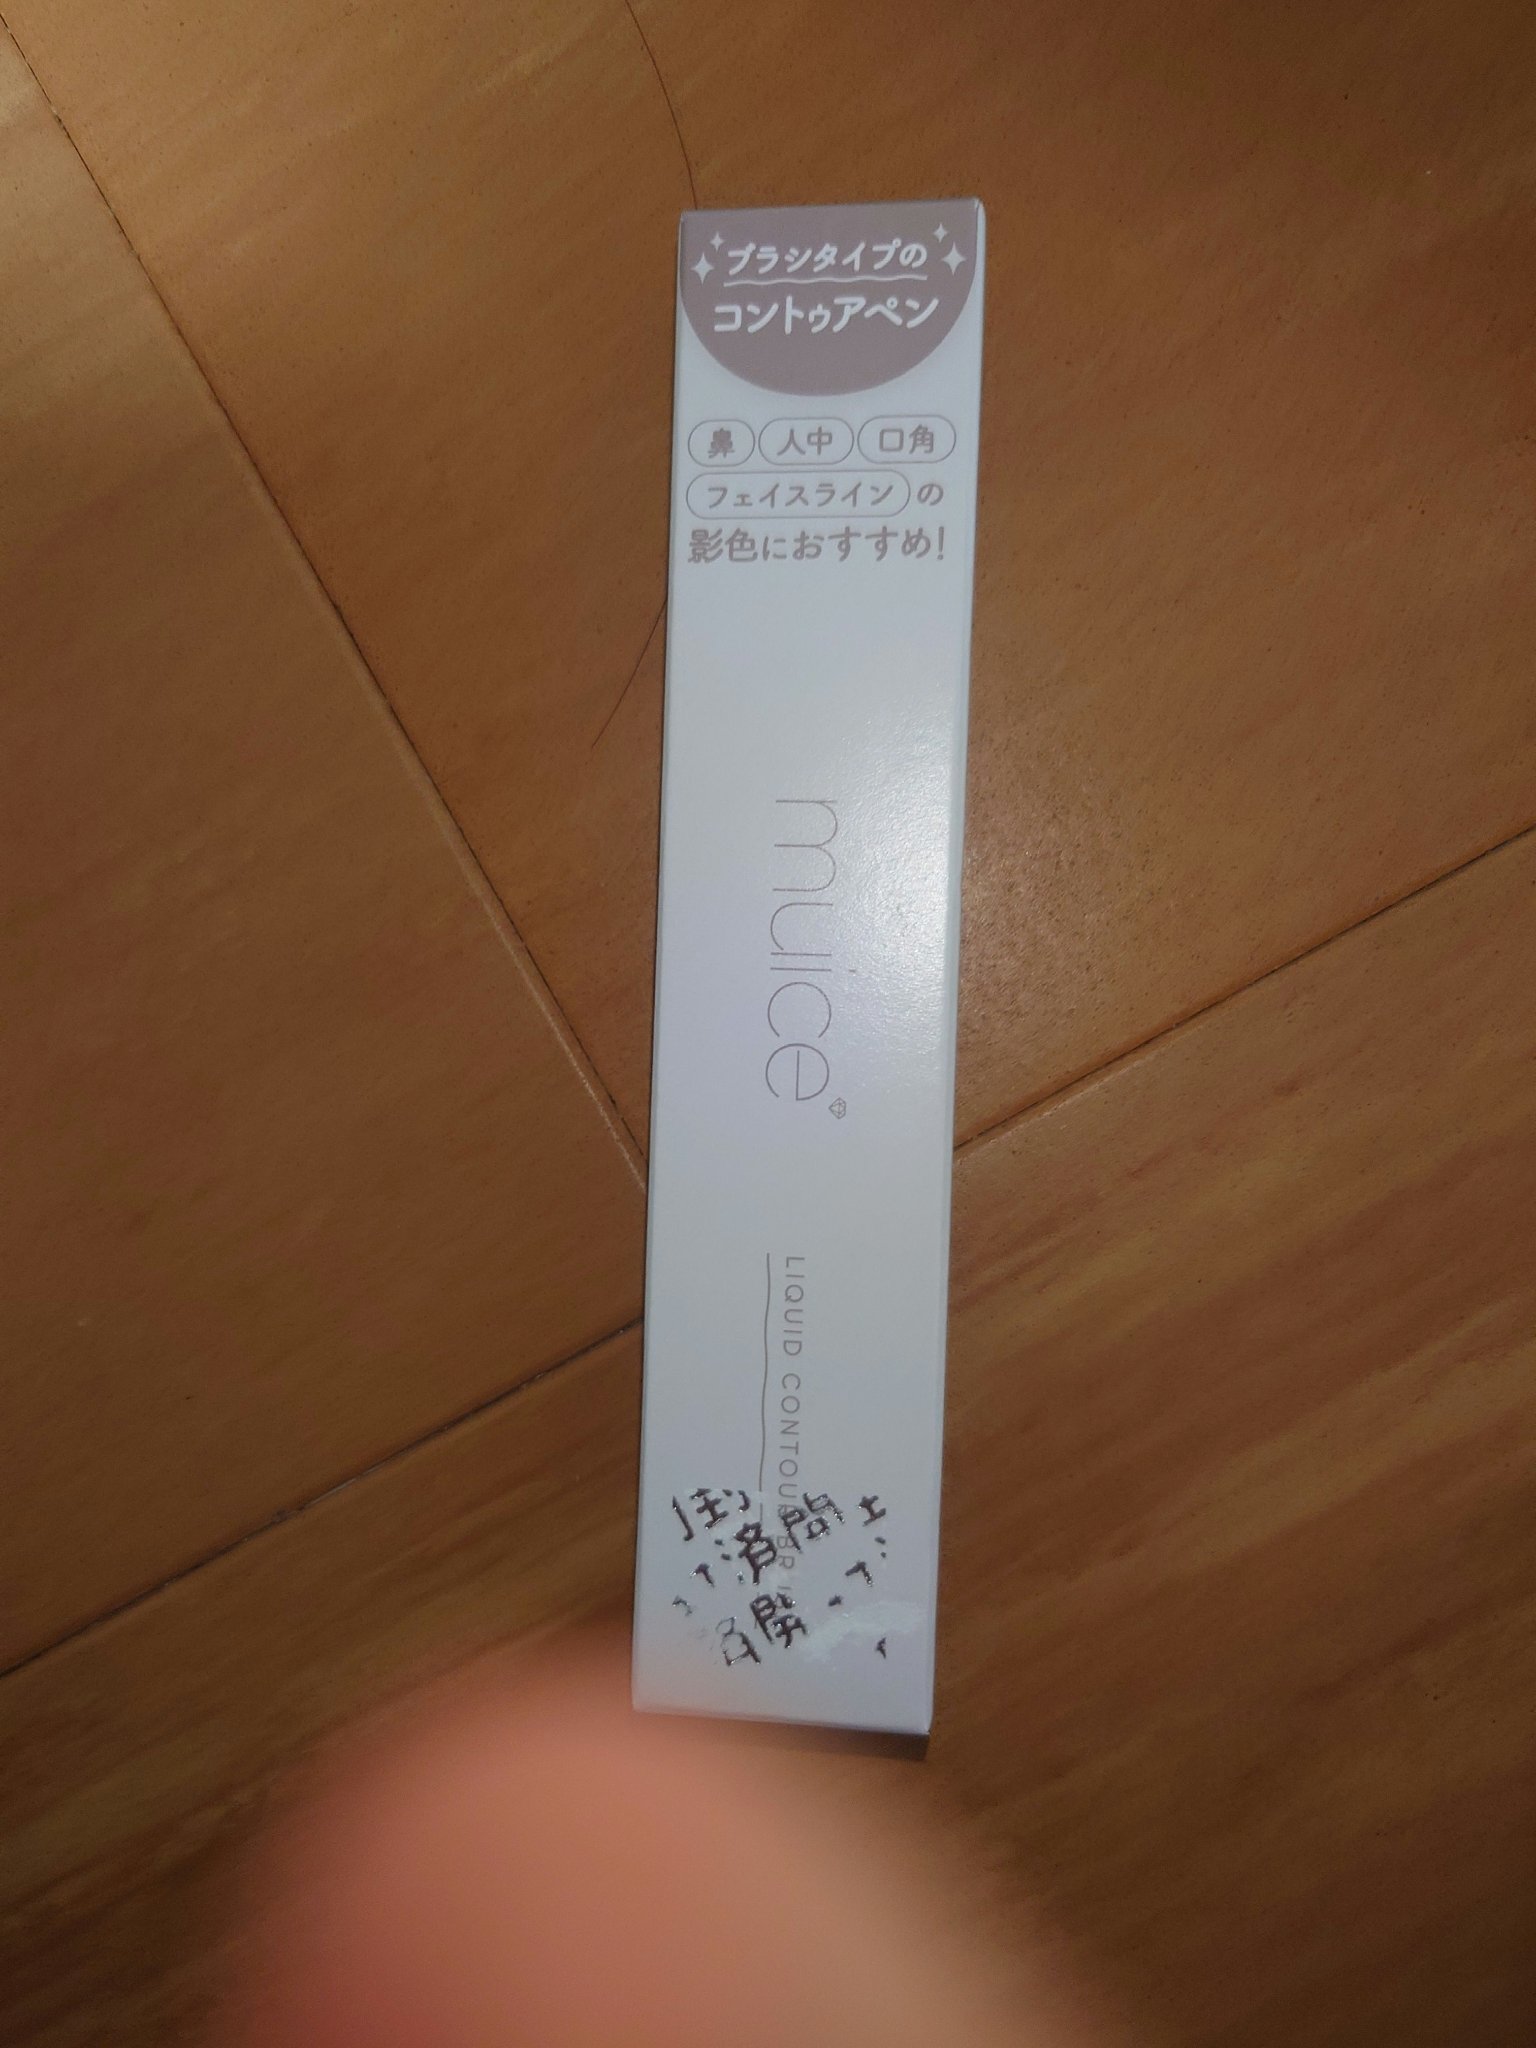 ブラシタイプの
コントゥアペン
鼻 人中 口角
フェイスライン の
影色におすすめ!
muice
LIQUID CONTOUR